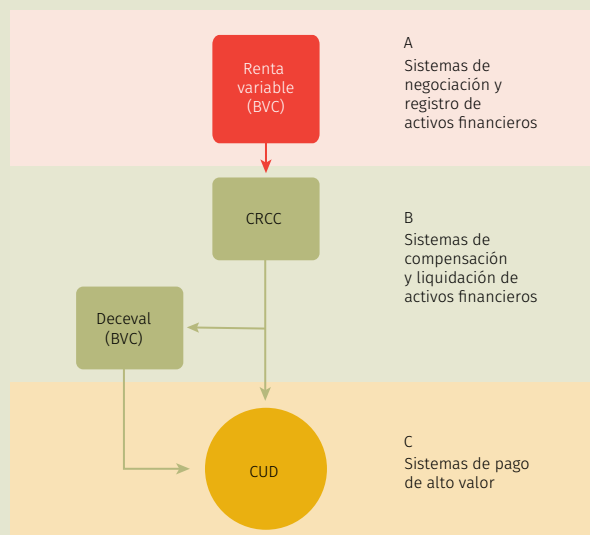 Renta
variable
(BVC)
A
Sistemas de
negociación y
registro de
activos financieros
CRCC
B
Sistemas de
compensación
y liquidación de
activos financieros
Deceval
(BVC)
C
Sistemas de pago
de alto valor
CUD